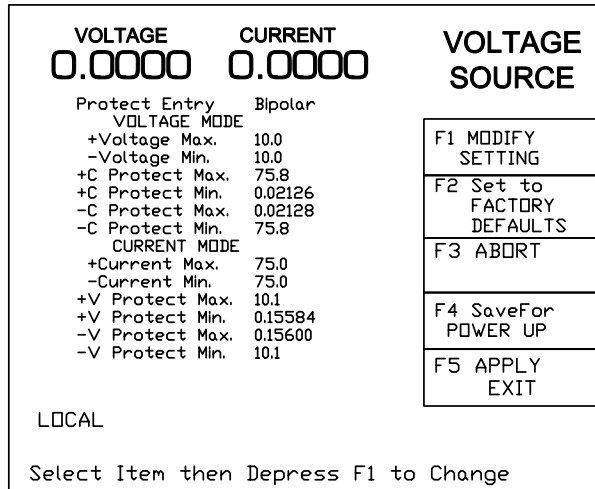 VOLTAGE CURRENT
0.0000 0.0000
VOLTAGE
SOURCE
Protect Entry Bipolar
VOLTAGE MODE
+Voltage Max. 10.0
-Voltage Min. 10.0
+C Protect Max. 75.8
+C Protect Min. 0.02126
-C Protect Max. 0.02128
-C Protect Min. 75.8
CURRENT MODE
+Current Max. 75.0
-Current Min. 75.0
+V Protect Max. 10.1
+V Protect Min. 0.15584
-V Protect Max. 0.15600
-V Protect Min. 10.1
F1 MODIFY
SETTING
F2 Set to
FACTORY
DEFAULTS
F3 ABORT
F4 SaveFor
POWER UP
F5 APPLY
EXIT
LOCAL
Select Item then Depress F1 to Change